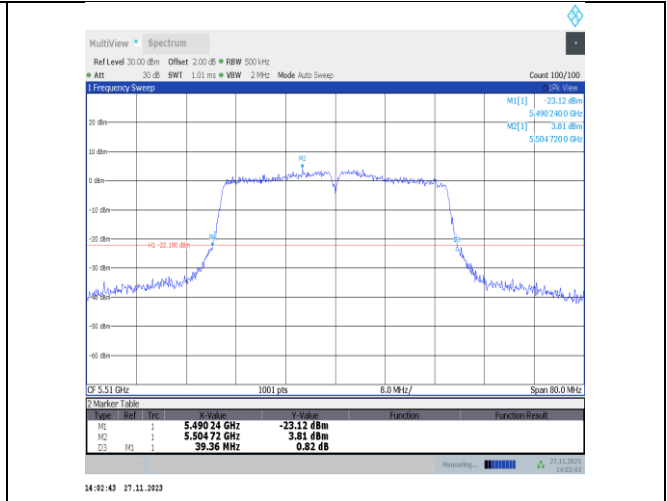 MultiView Spectrum
Ref Level 30.00 dBm Offset 2.00 dB RBW 500 kHz
Att 30 dB SWT 1.01 ms VBW 2 MHz Mode Auto Sweep Count 100/100
1 Frequency Sweep 1Pk View
M1[1] -23.12 dBm
5.4902400 GHz
M2[1] 3.81 dBm
5.5047200 GHz
20 dBm
10 dBm
M2
0 dBm
-10 dBm
-20 dBm
M1
D3
H1 -22.190 dBm
-30 dBm
-40 dBm
-50 dBm
-60 dBm
CF 5.51 GHz 1001 pts 8.0 MHz/ Span 80.0 MHz
2 Marker Table
Type Ref Trc X-Value Y-Value Function Function Result
M1 1 5.490 24 GHz -23.12 dBm
M2 1 5.504 72 GHz 3.81 dBm
D3 M1 1 39.36 MHz 0.82 dB
Measuring... 27.11.2023
14:02:43
14:02:43 27.11.2023